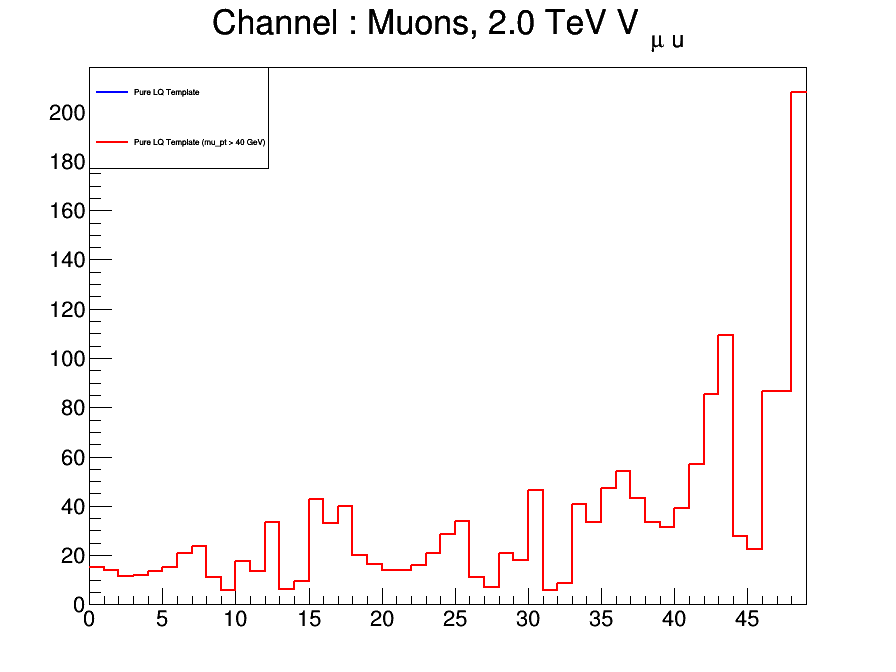 Channel : Muons, 2.0 TeV V μ u
Pure LQ Template
Pure LQ Template (mu_pt > 40 GeV)
200
180
160
140
120
100
80
60
40
20
0
0 5 10 15 20 25 30 35 40 45